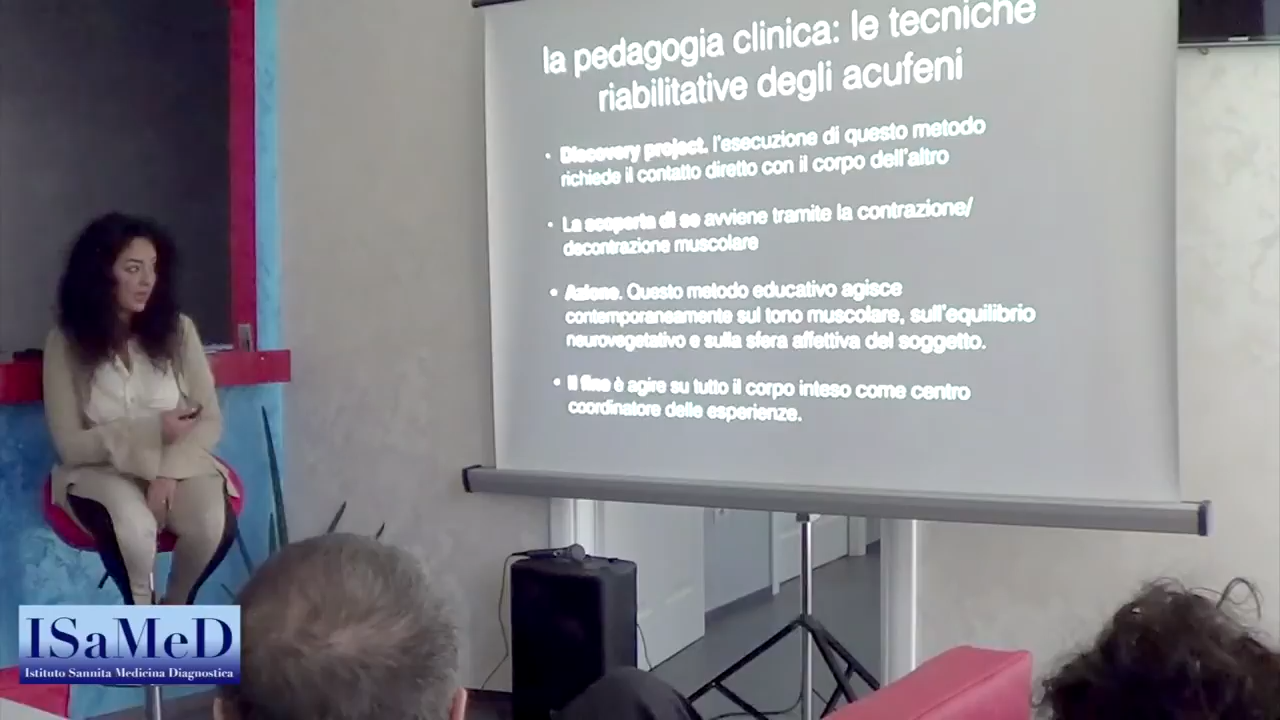 la pedagogia clinica: le tecniche
riabilitative degli acufeni
• Discovery project. l'esecuzione di questo metodo
richiede il contatto diretto con il corpo dell'altro
• La scoperta di se avviene tramite la contrazione/
decontrazione muscolare
• Azione. Questo metodo educativo agisce
contemporaneamente sul tono muscolare, sull'equilibrio
neurovegetativo e sulla sfera affettiva del soggetto.
• Il fine è agire su tutto il corpo inteso come centro
coordinatore delle esperienze.
ISaMeD
Istituto Sannita Medicina Diagnostica